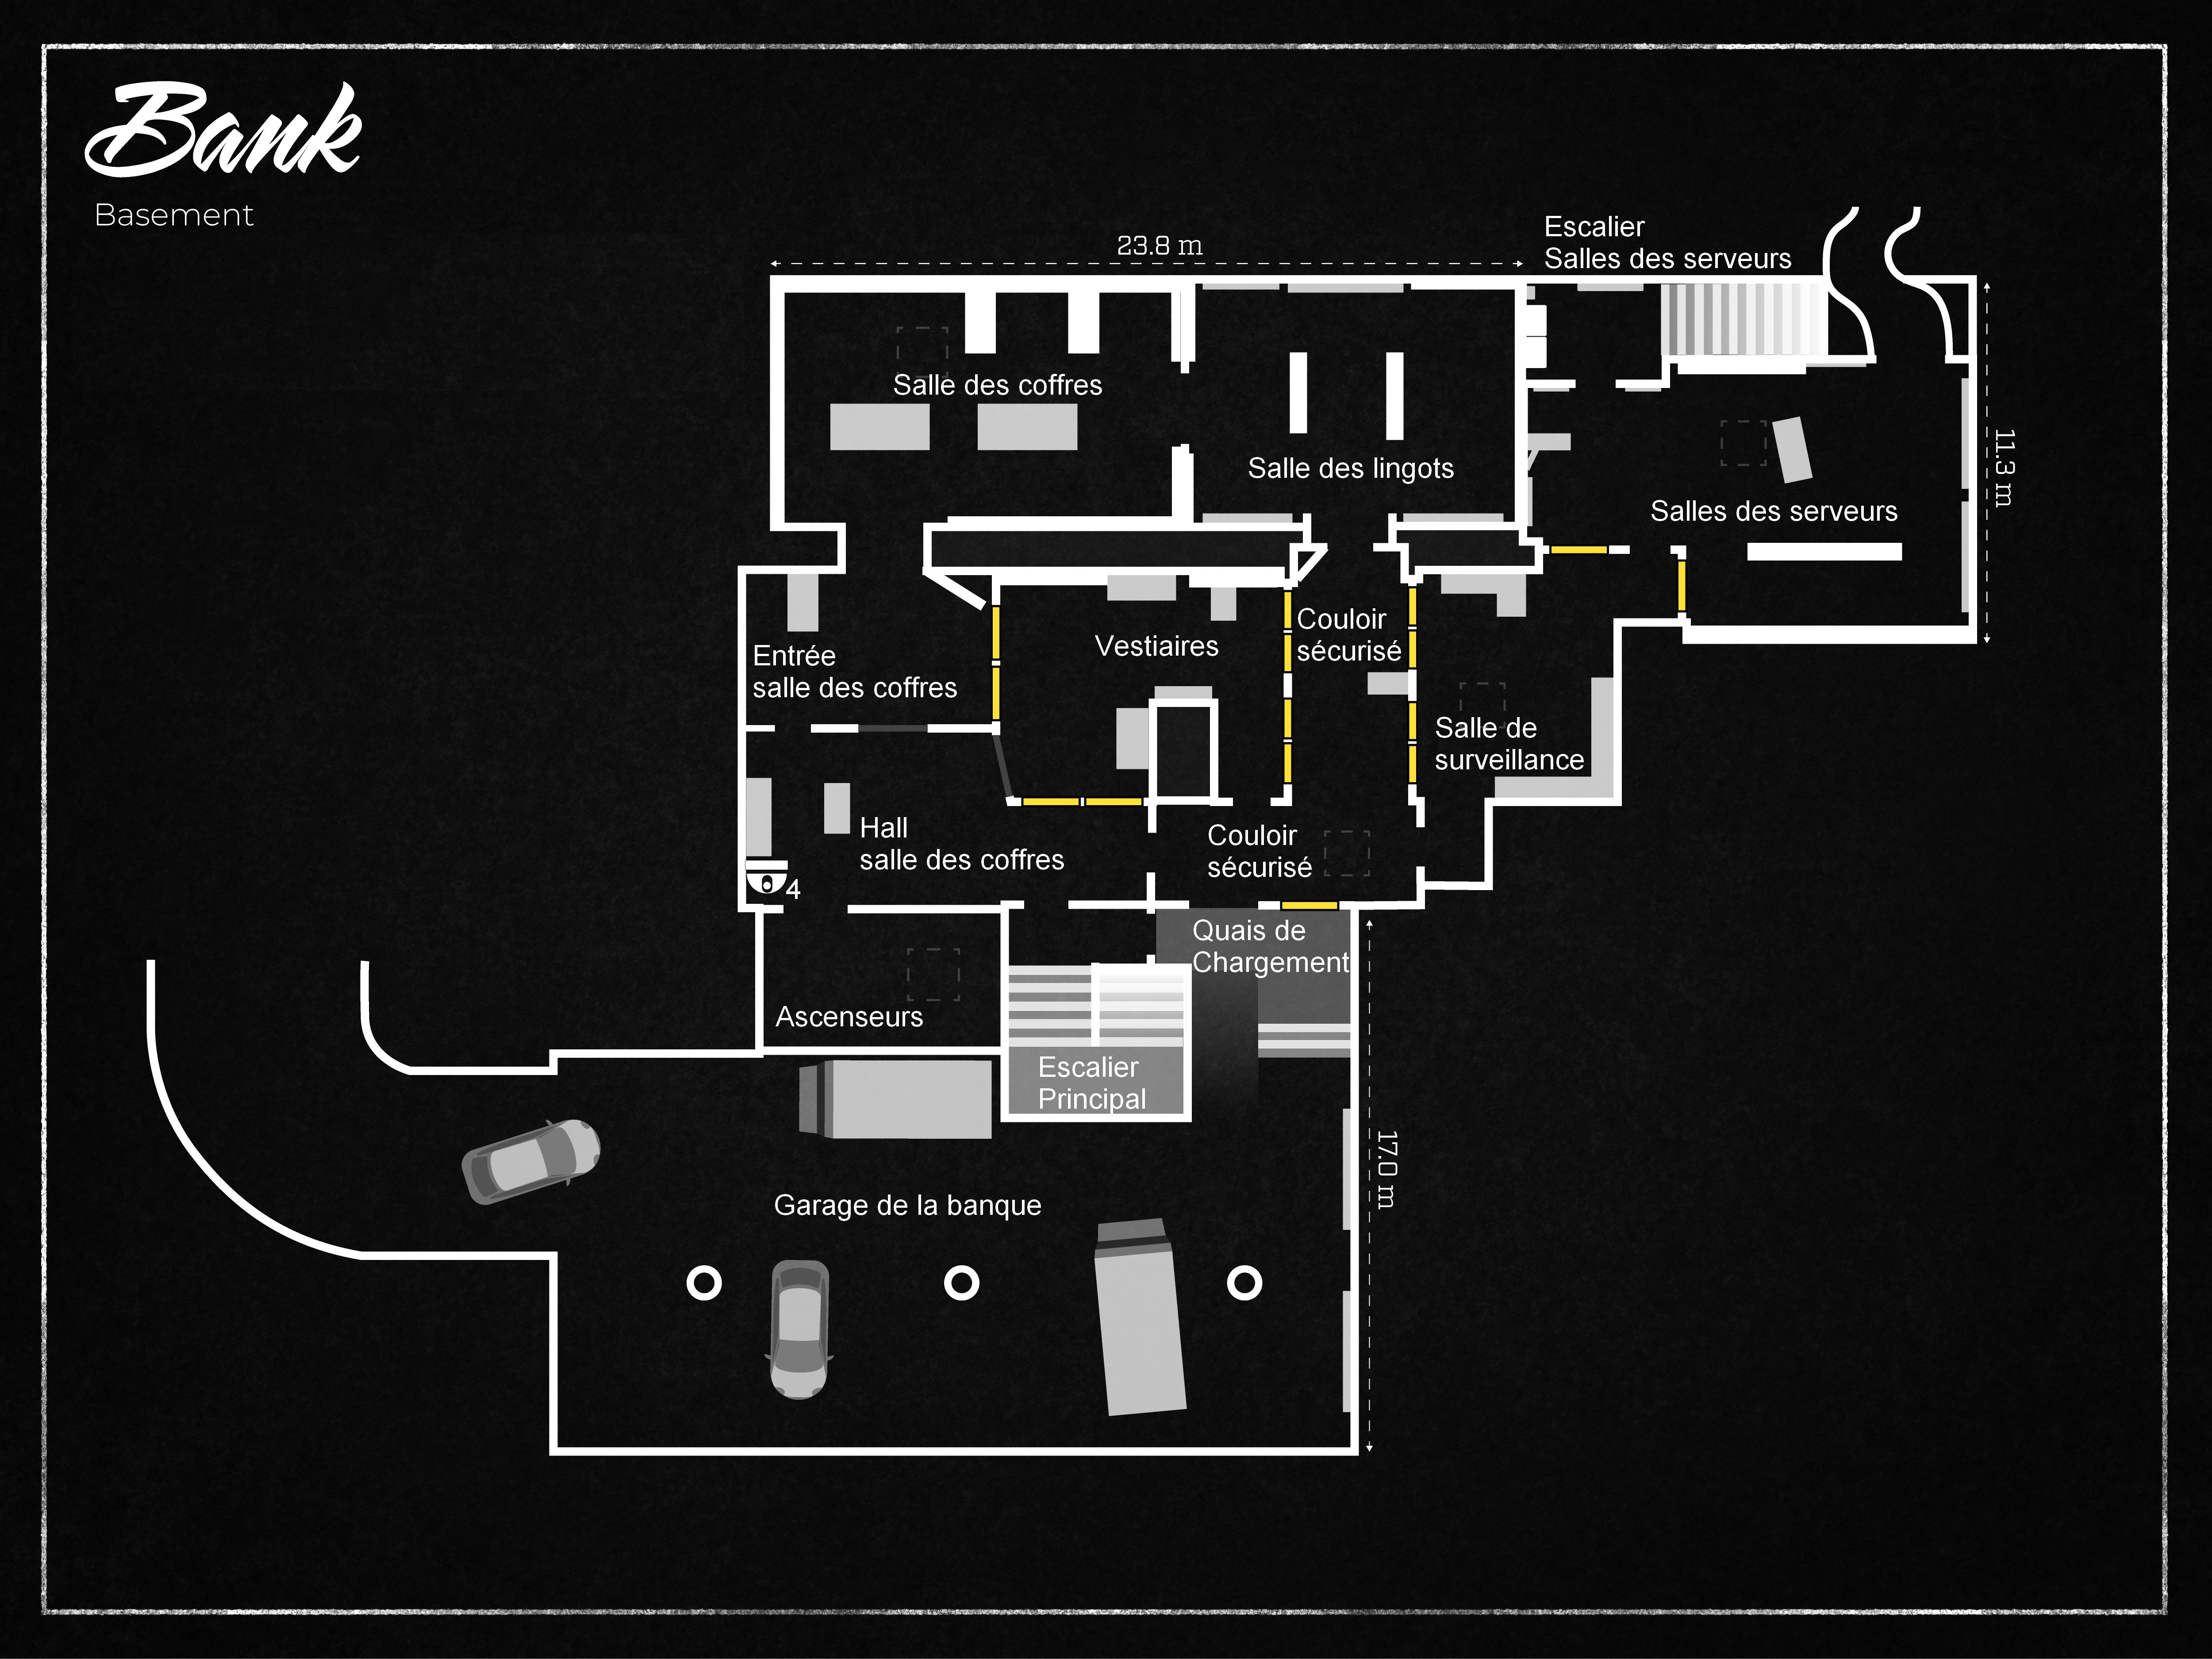 Bank
Basement
23.8 m
Escalier
Salles des serveurs
11.3 m
Salle des coffres
Salle des lingots
Salles des serveurs
Couloir
sécurisé
Vestiaires
Entrée
salle des coffres
Salle de
surveillance
Hall
salle des coffres
Couloir
sécurisé
4
Quais de
Chargement
Ascenseurs
Escalier
Principal
17.0 m
Garage de la banque